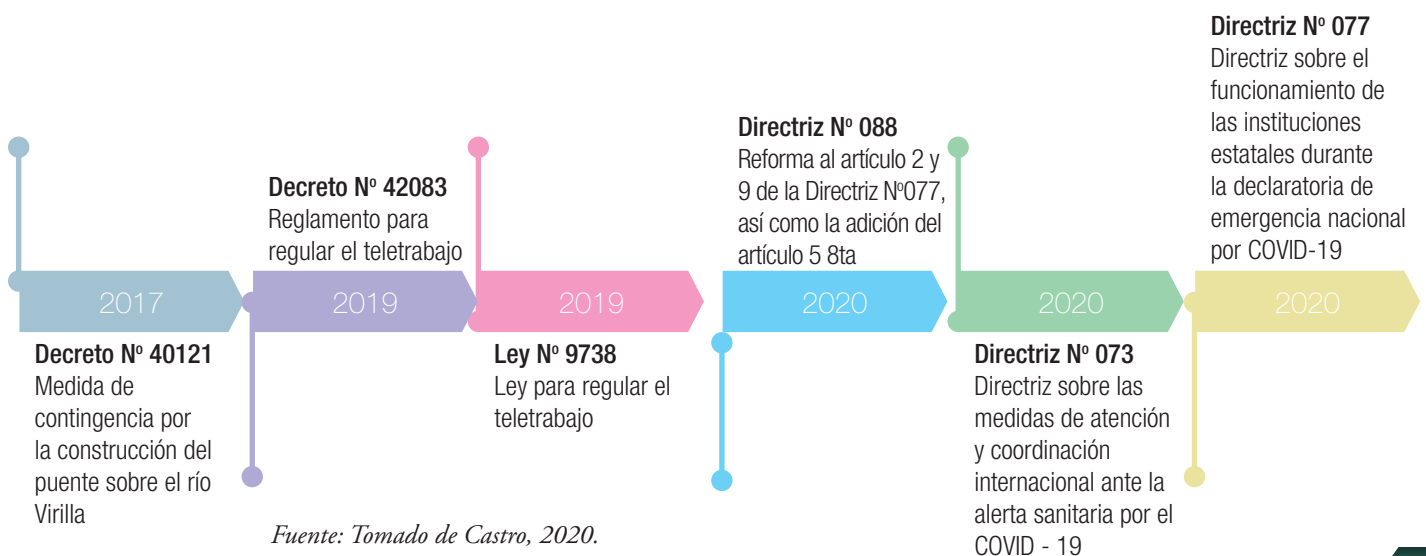 2017
Decreto Nº 40121
Medida de
contingencia por
la construcción del
puente sobre el río
Virilla
Decreto Nº 42083
Reglamento para
regular el teletrabajo
2019
2019
Ley Nº 9738
Ley para regular el
teletrabajo
Directriz Nº 088
Reforma al artículo 2 y
9 de la Directriz Nº077,
así como la adición del
artículo 5 8ta
2020
2020
Directriz Nº 073
Directriz sobre las
medidas de atención
y coordinación
internacional ante la
alerta sanitaria por el
COVID - 19
Directriz Nº 077
Directriz sobre el
funcionamiento de
las instituciones
estatales durante
la declaratoria de
emergencia nacional
por COVID-19
2020
Fuente: Tomado de Castro, 2020.